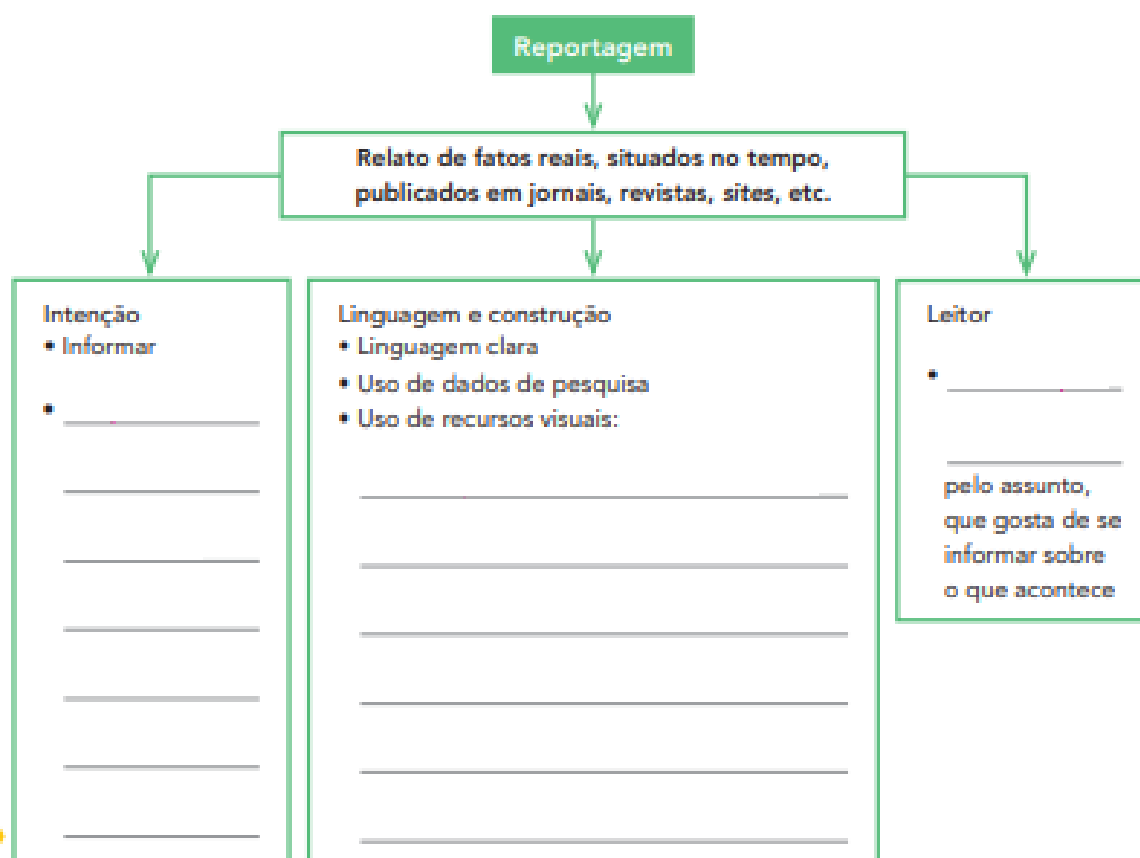 Reportagem
Relato de fatos reais, situados no tempo,
publicados em jornais, revistas, sites, etc.
Intenção
• Informar
•
Linguagem e construção
• Linguagem clara
• Uso de dados de pesquisa
• Uso de recursos visuais:
Leitor
•
pelo assunto,
que gosta de se
informar sobre
o que acontece